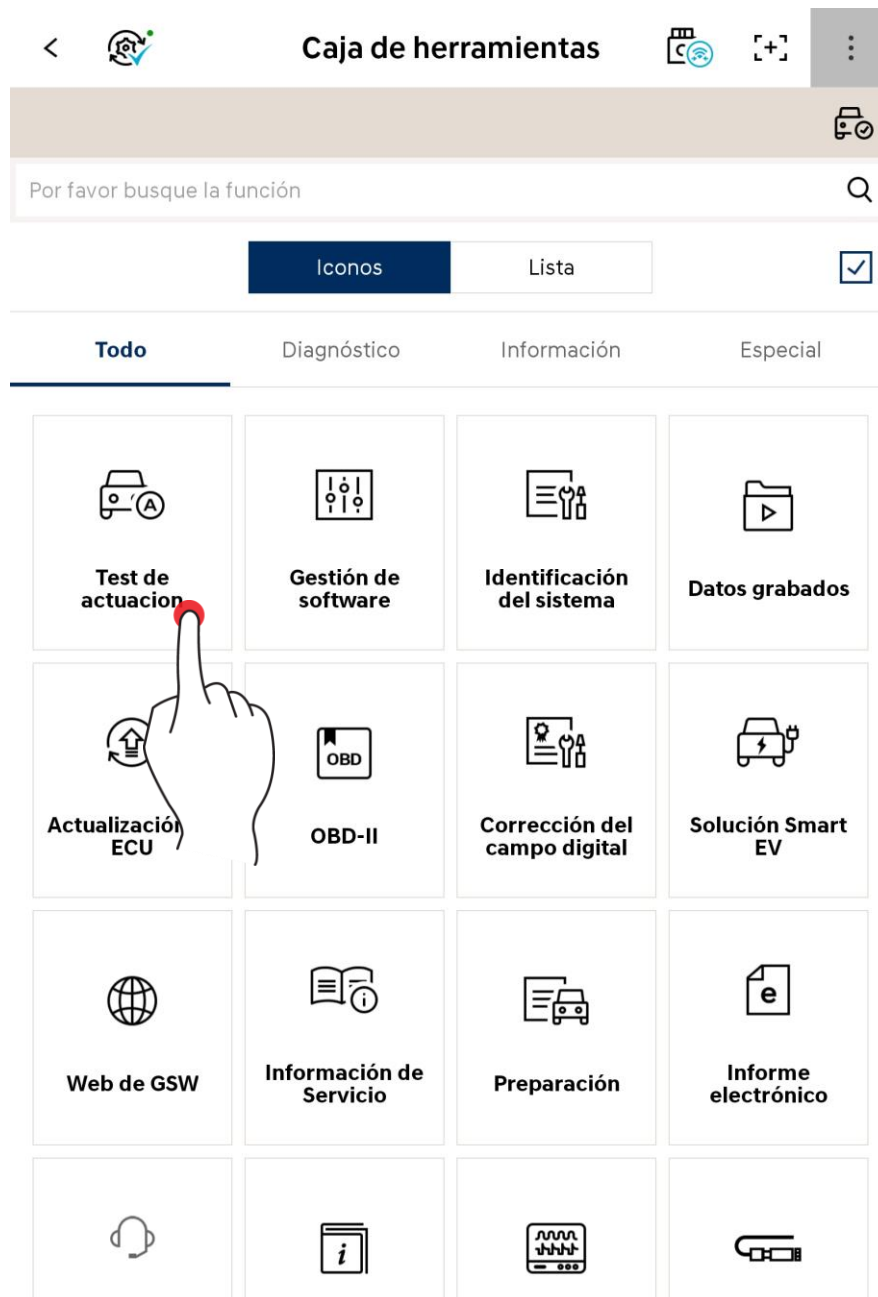 Caja de herramientas
Por favor busque la función
Iconos
Lista
Todo
Diagnóstico
Información
Especial
Test de
actuacion
Gestión de
software
Identificación
del sistema
Datos grabados
Actualización
ECU
OBD
OBD-II
Corrección del
campo digital
Solución Smart
EV
Web de GSW
Información de
Servicio
Preparación
Informe
electrónico